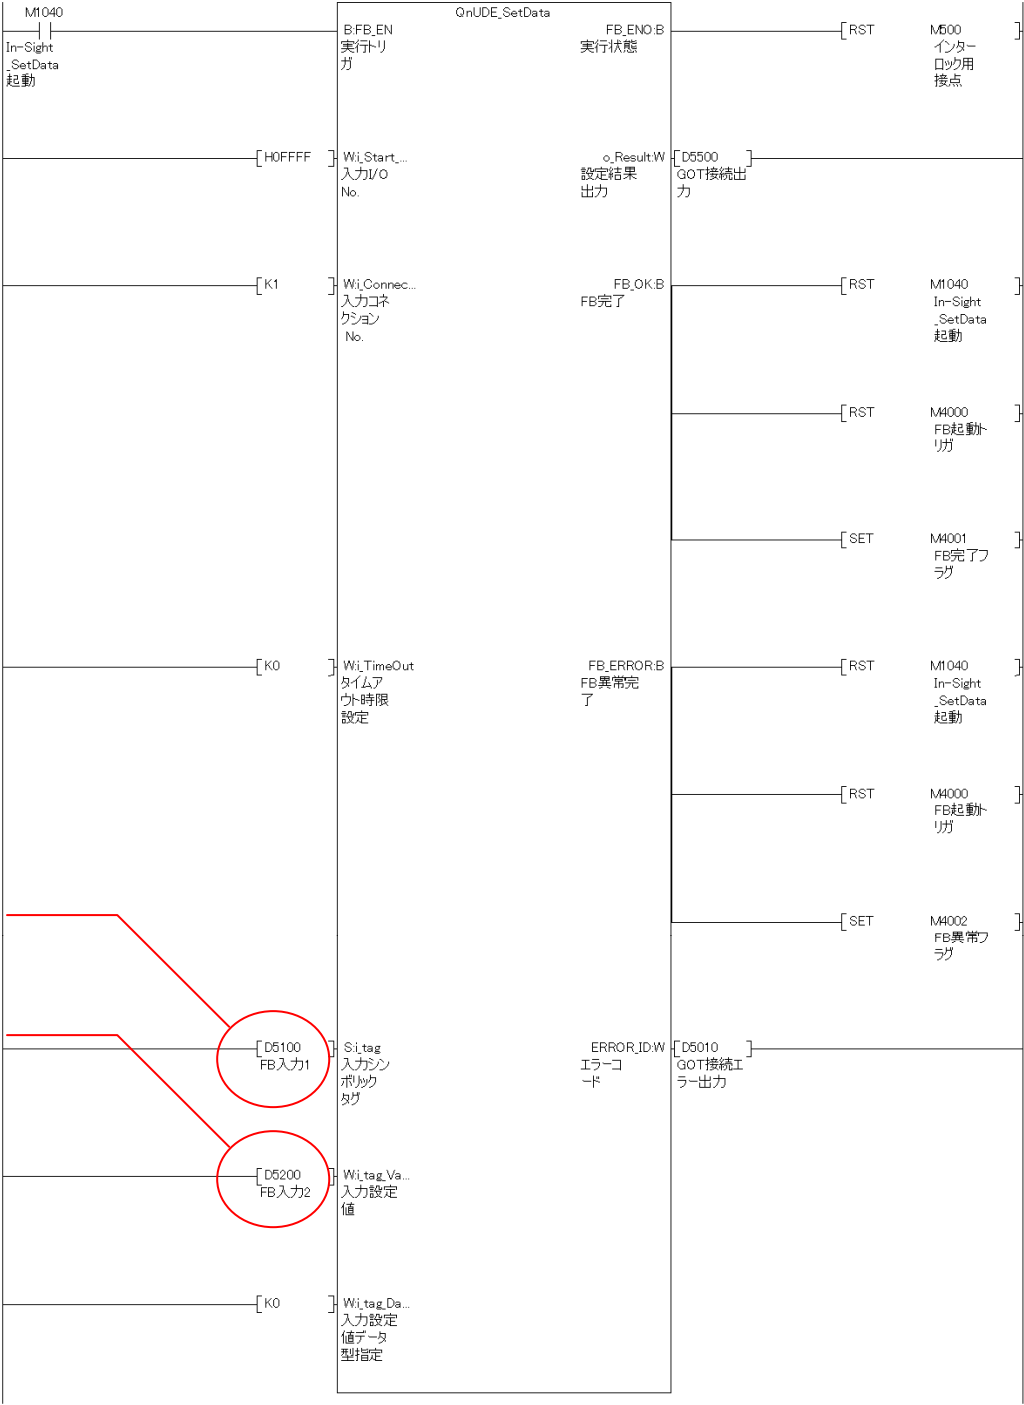 M1040
QnUDE_SetData
B:FB_EN
FB_ENO:B
RST
M500
In-Sight
_SetData
起動
実行トリ
ガ
実行状態
インター
ロック用
接点
H0FFFF
W:i_Start_...
o_Result:W
D5500
入力I/O
No.
設定結果
出力
GOT接続出
力
K1
W:i_Connec...
FB_OK:B
RST
M1040
入力コネ
クション
No.
FB完了
In-Sight
_SetData
起動
RST
M4000
FB起動ト
リガ
SET
M4001
FB完了フ
ラグ
K0
W:i_TimeOut
FB_ERROR:B
RST
M1040
タイムア
ウト時限
設定
FB異常完
了
In-Sight
_SetData
起動
RST
M4000
FB起動ト
リガ
SET
M4002
FB異常フ
ラグ
D5100
S:i_tag
ERROR_ID:W
D5010
FB入力1
入力シン
ボリック
タグ
エラーコ
ード
GOT接続エ
ラー出力
D5200
W:i_tag_Va...
FB入力2
入力設定
値
K0
W:i_tag_Da...
入力設定
値データ
型指定